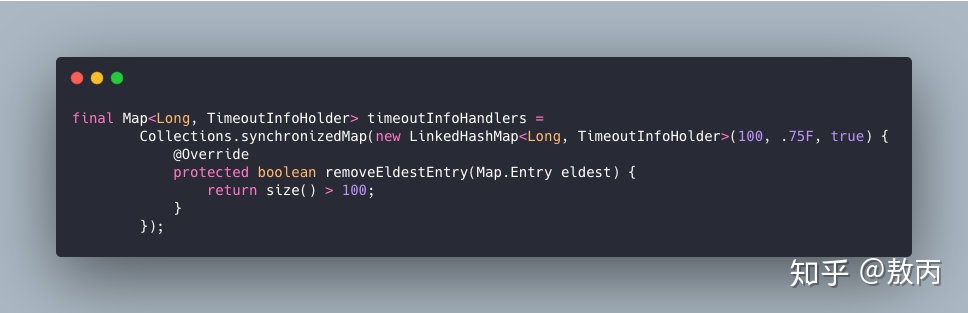 final Map<Long, TimeoutInfoHolder> timeoutInfoHandlers =
        Collections.synchronizedMap(new LinkedHashMap<Long, TimeoutInfoHolder>(100, .75F, true) {
            @Override
            protected boolean removeEldestEntry(Map.Entry eldest) {
                return size() > 100;
            }
        });
知乎 @敖丙